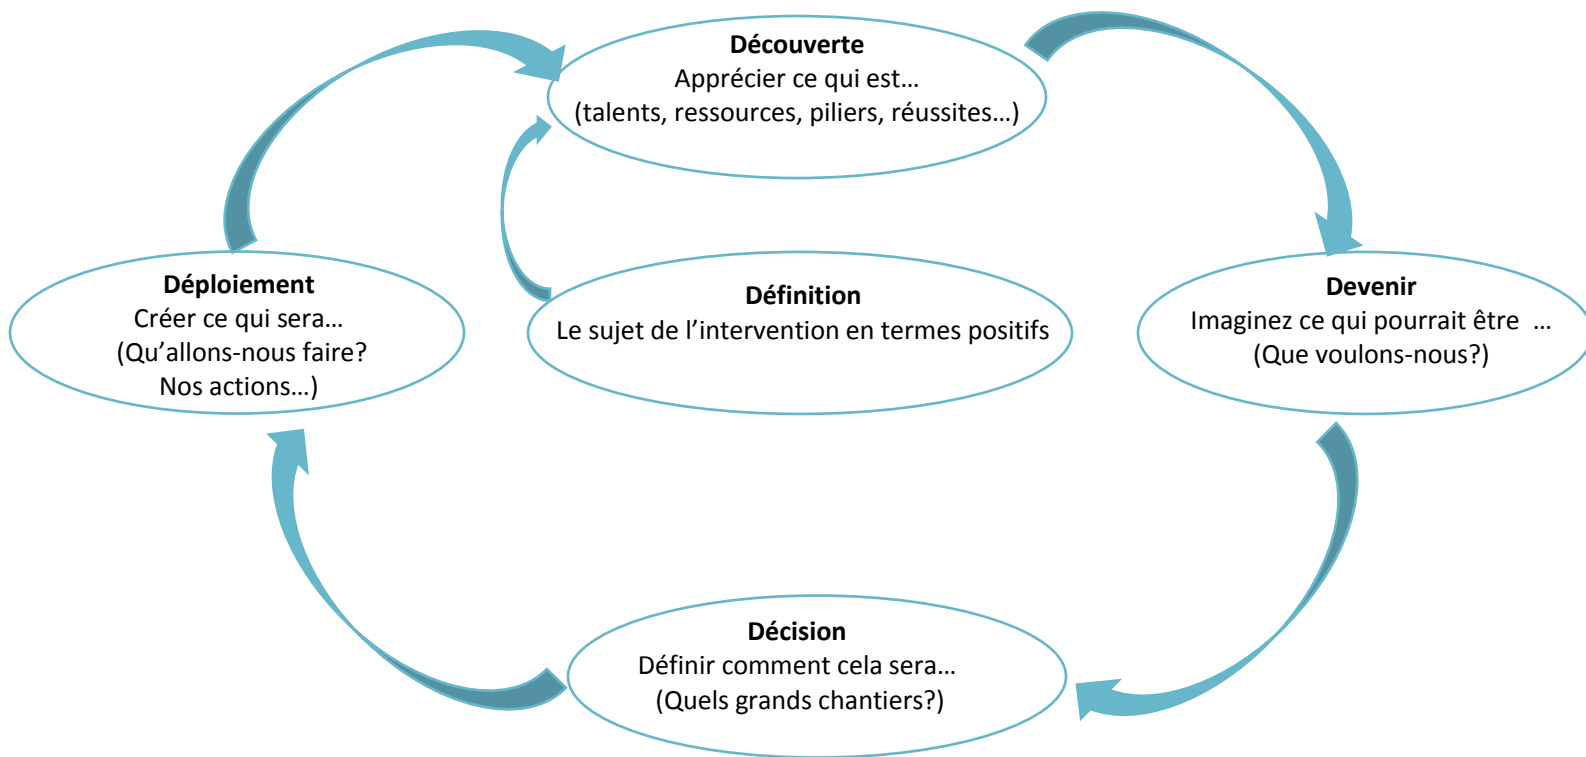 Découverte
Apprécier ce qui est…
(talents, ressources, piliers, réussites…)
Déploiement
Créer ce qui sera…
(Qu’allons-nous faire?
Nos actions…)
Définition
Le sujet de l’intervention en termes positifs
Devenir
Imaginez ce qui pourrait être …
(Que voulons-nous?)
Décision
Définir comment cela sera…
(Quels grands chantiers?)